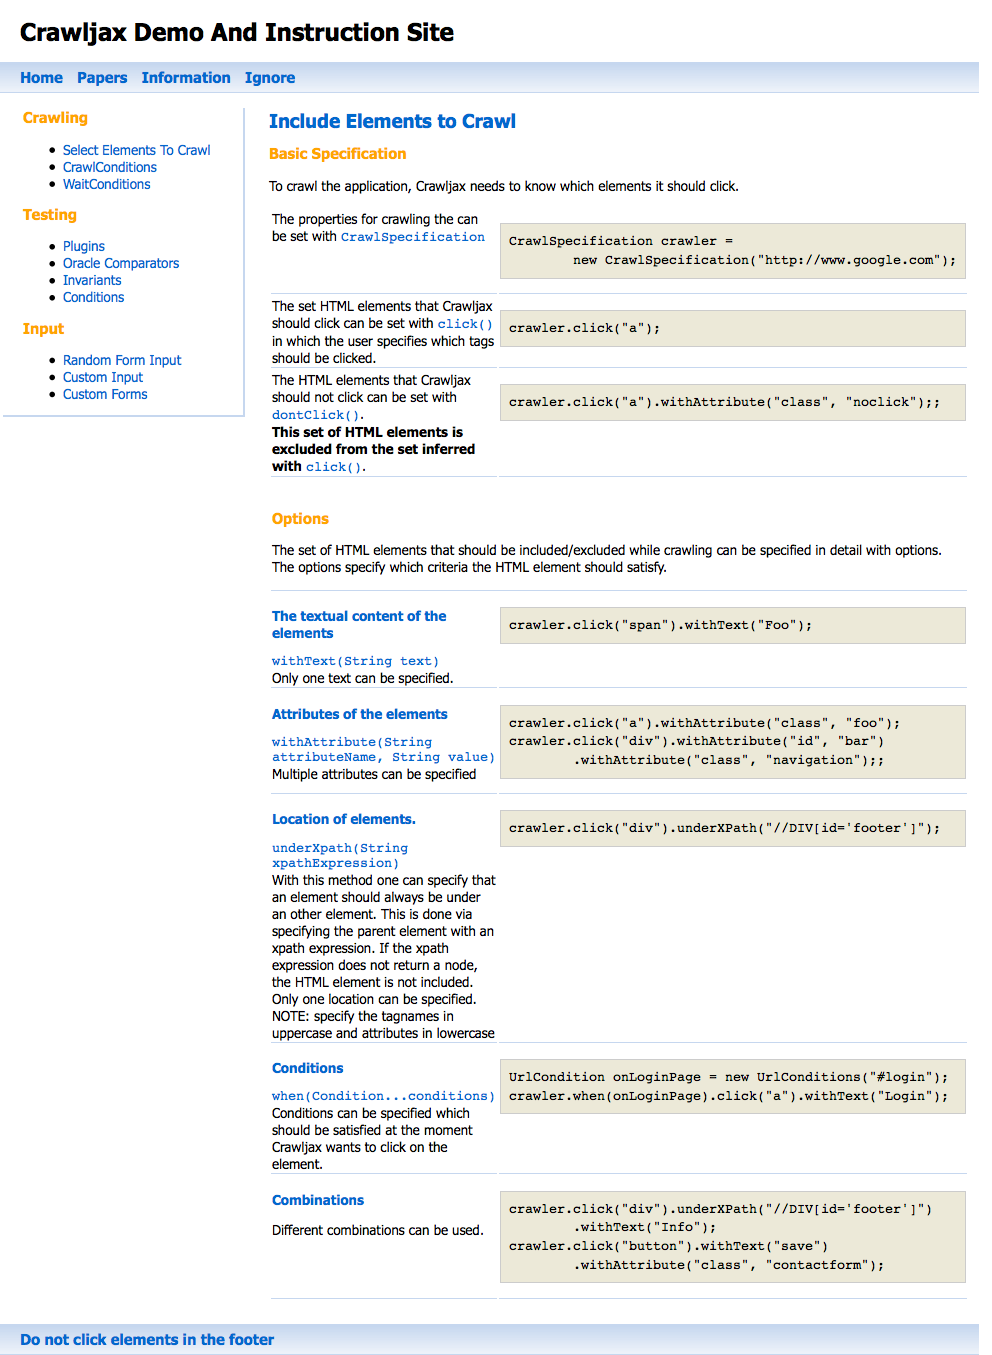 Crawljax Demo And Instruction Site
Home Papers Information Ignore
Crawling
Select Elements To Crawl
CrawlConditions
WaitConditions
Testing
Plugins
Oracle Comparators
Invariants
Conditions
Input
Random Form Input
Custom Input
Custom Forms
Include Elements to Crawl
Basic Specification
To crawl the application, Crawljax needs to know which elements it should click.
The properties for crawling the can
be set with CrawlSpecification
CrawlSpecification crawler =
new CrawlSpecification("http://www.google.com");
The set HTML elements that Crawljax
should click can be set with click()
in which the user specifies which tags
should be clicked.
crawler.click("a");
The HTML elements that Crawljax
should not click can be set with
dontClick().
This set of HTML elements is
excluded from the set inferred
with click().
crawler.click("a").withAttribute("class", "noclick");;
Options
The set of HTML elements that should be included/excluded while crawling can be specified in detail with options.
The options specify which criteria the HTML element should satisfy.
The textual content of the
elements
withText(String text)
Only one text can be specified.
crawler.click("span").withText("Foo");
Attributes of the elements
withAttribute(String
attributeName, String value)
Multiple attributes can be specified
crawler.click("a").withAttribute("class", "foo");
crawler.click("div").withAttribute("id", "bar")
.withAttribute("class", "navigation");;
Location of elements.
underXpath(String
xpathExpression)
With this method one can specify that
an element should always be under
an other element. This is done via
specifying the parent element with an
xpath expression. If the xpath
expression does not return a node,
the HTML element is not included.
Only one location can be specified.
NOTE: specify the tagnames in
uppercase and attributes in lowercase
crawler.click("div").underXPath("//DIV[id='footer']");
Conditions
when(Condition...conditions)
Conditions can be specified which
should be satisfied at the moment
Crawljax wants to click on the
element.
UrlCondition onLoginPage = new UrlConditions("#login");
crawler.when(onLoginPage).click("a").withText("Login");
Combinations
Different combinations can be used.
crawler.click("div").underXPath("//DIV[id='footer']")
.withText("Info");
crawler.click("button").withText("save")
.withAttribute("class", "contactform");
Do not click elements in the footer